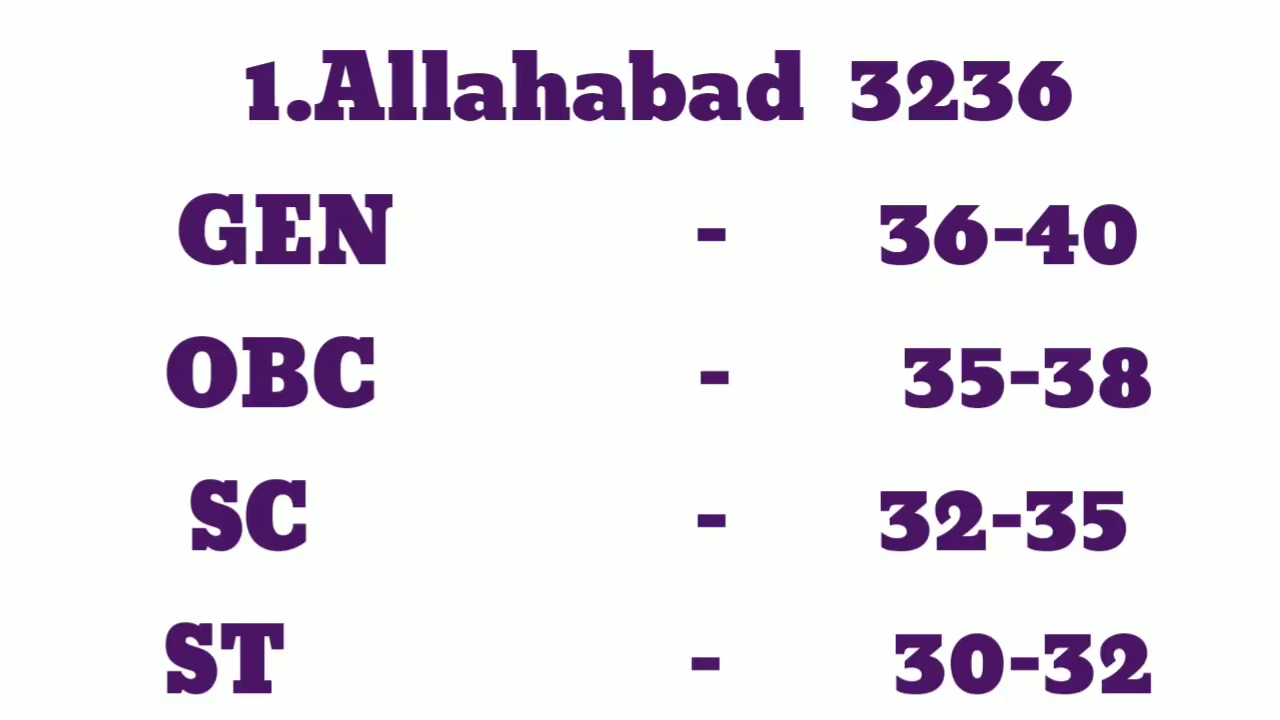 1.Allahabad 3236
GEN - 36-40
OBC - 35-38
SC - 32-35
ST - 30-32